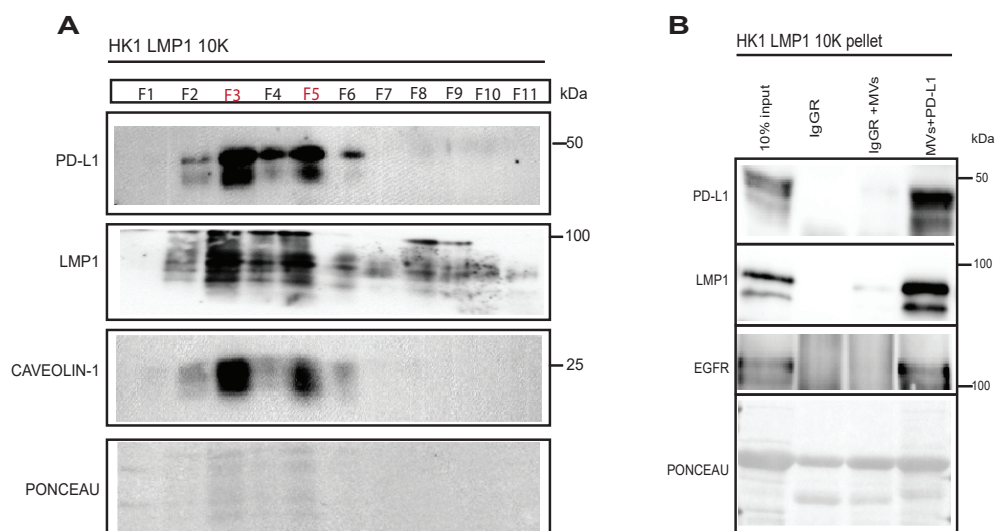 A
HK1 LMP1 10K
F1 F2 F3 F4 F5 F6 F7 F8 F9 F10 F11 kDa
PD-L1 50
LMP1 100
CAVEOLIN-1 25
PONCEAU
B
HK1 LMP1 10K pellet
10% input IgGR IgGR +MVs MVs+PD-L1 kDa
PD-L1 50
LMP1 100
EGFR 100
PONCEAU